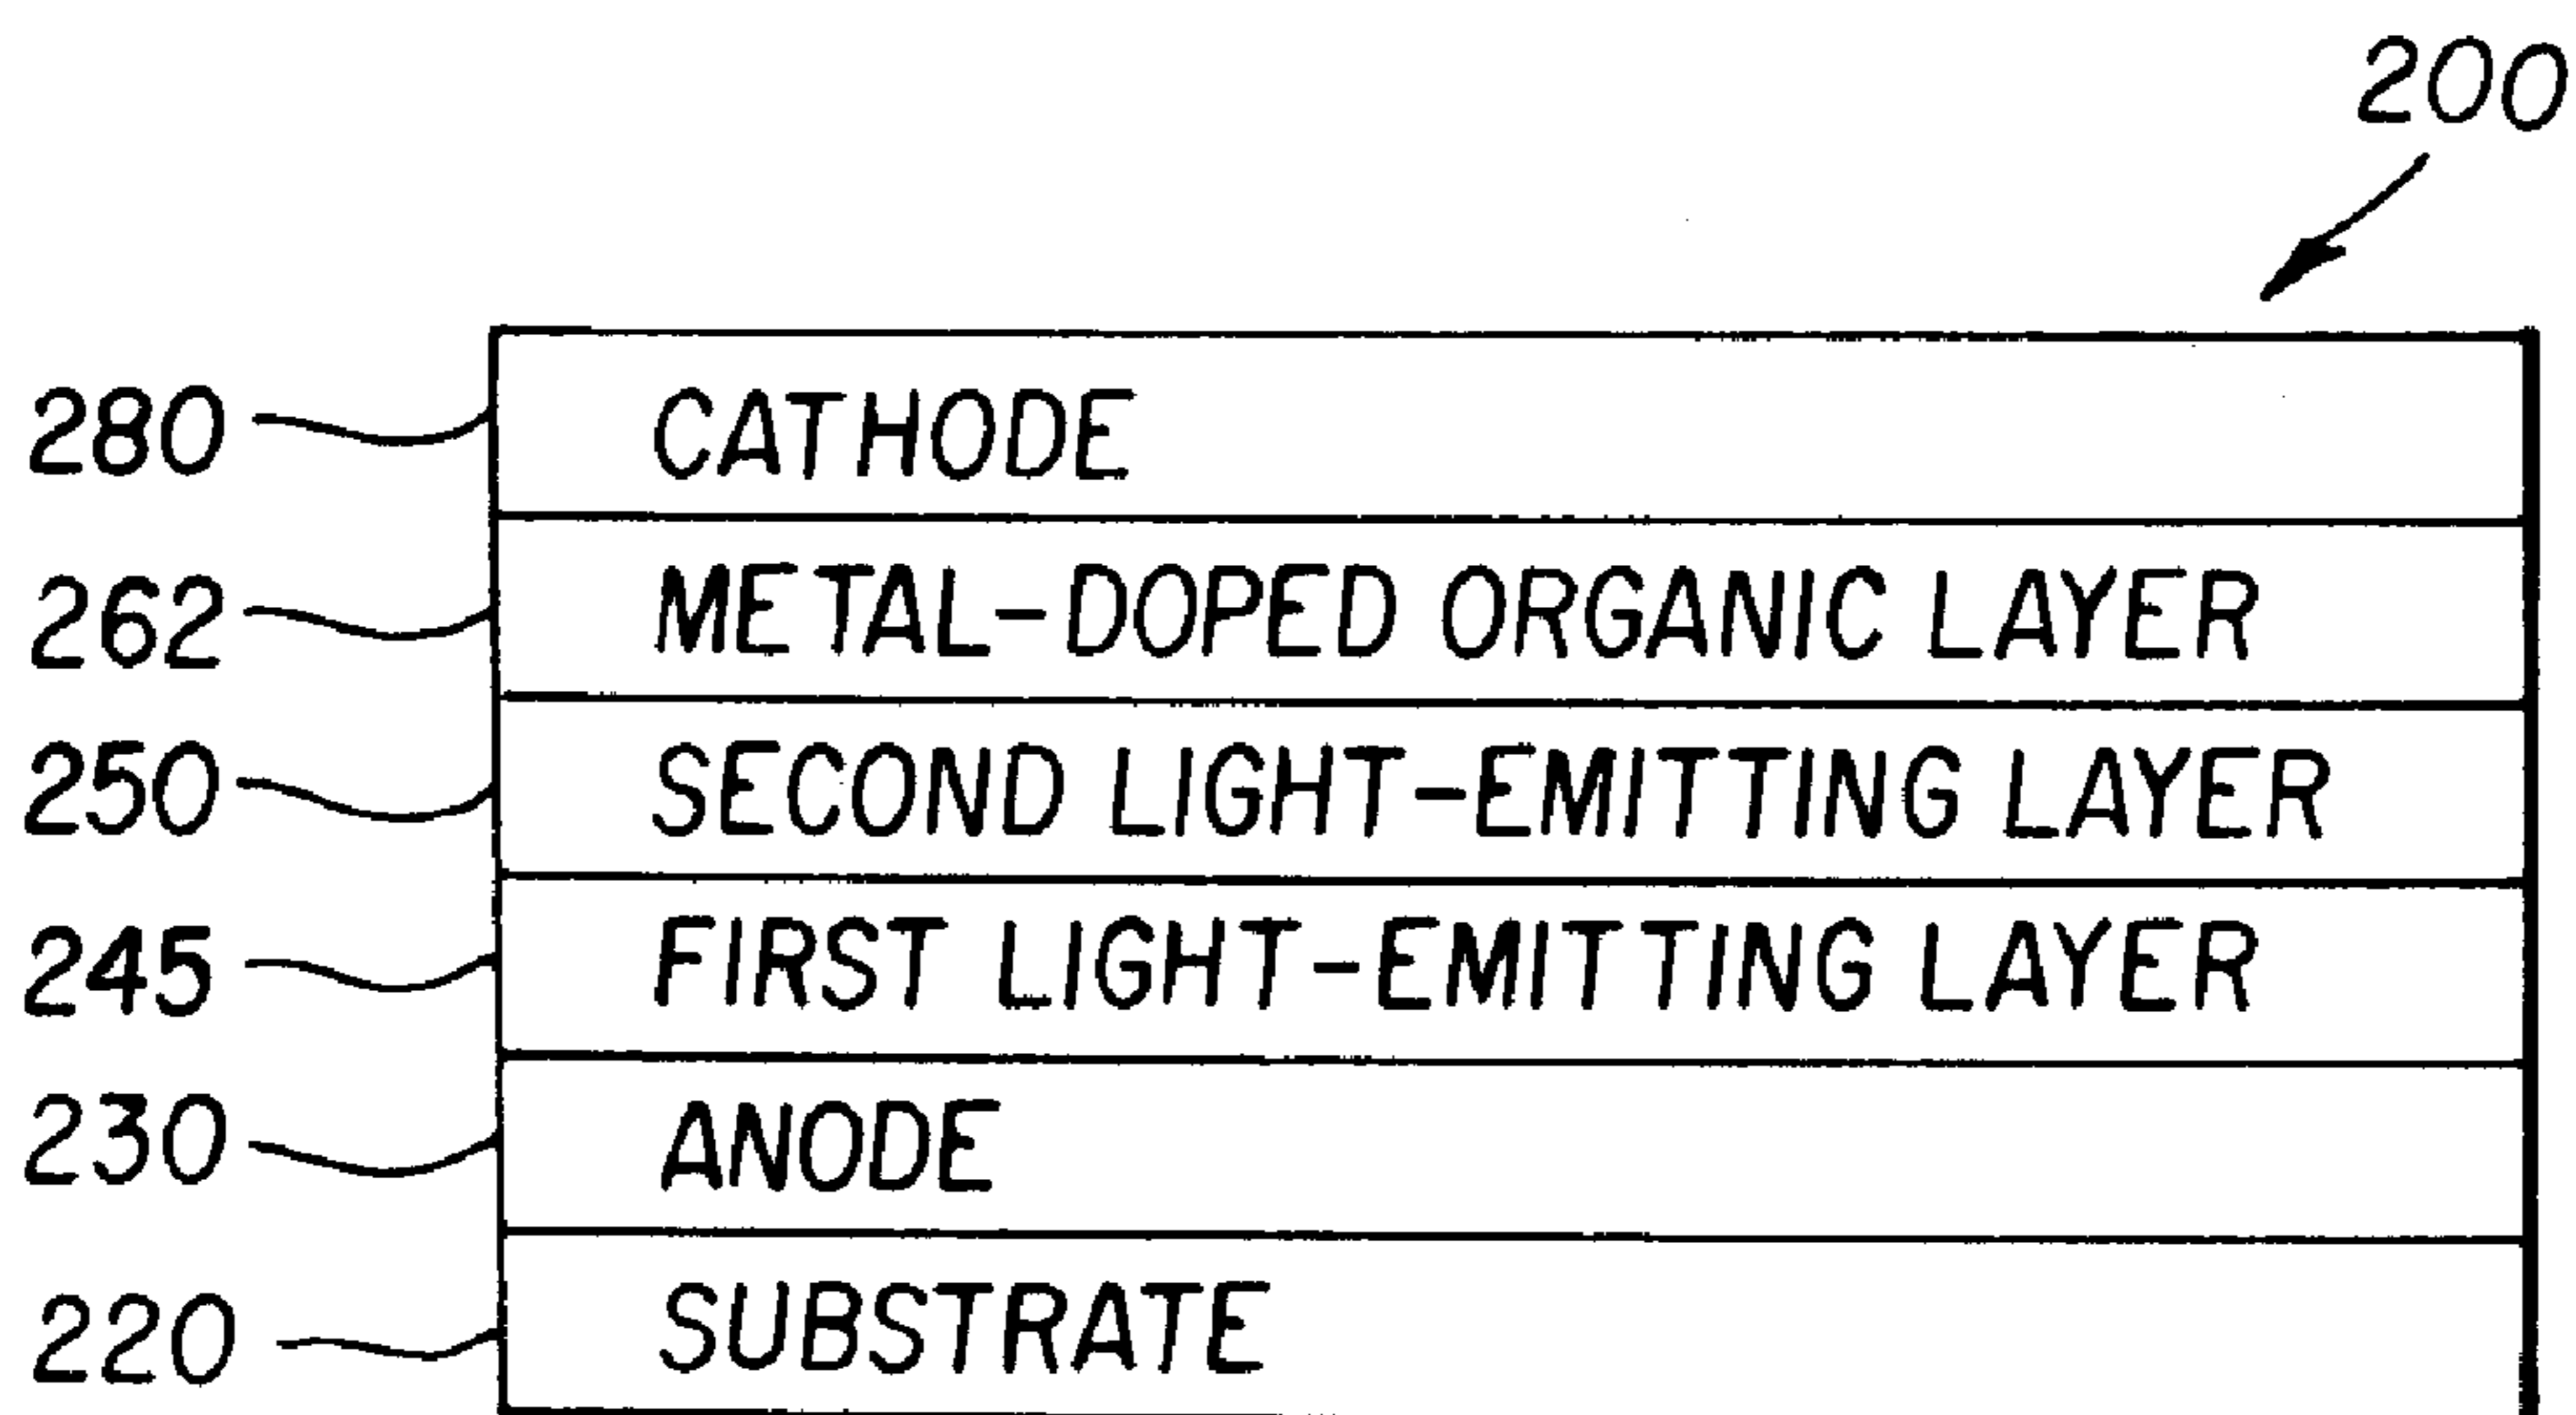 200
280 CATHODE
262 METAL-DOPED ORGANIC LAYER
250 SECOND LIGHT-EMITTING LAYER
245 FIRST LIGHT-EMITTING LAYER
230 ANODE
220 SUBSTRATE